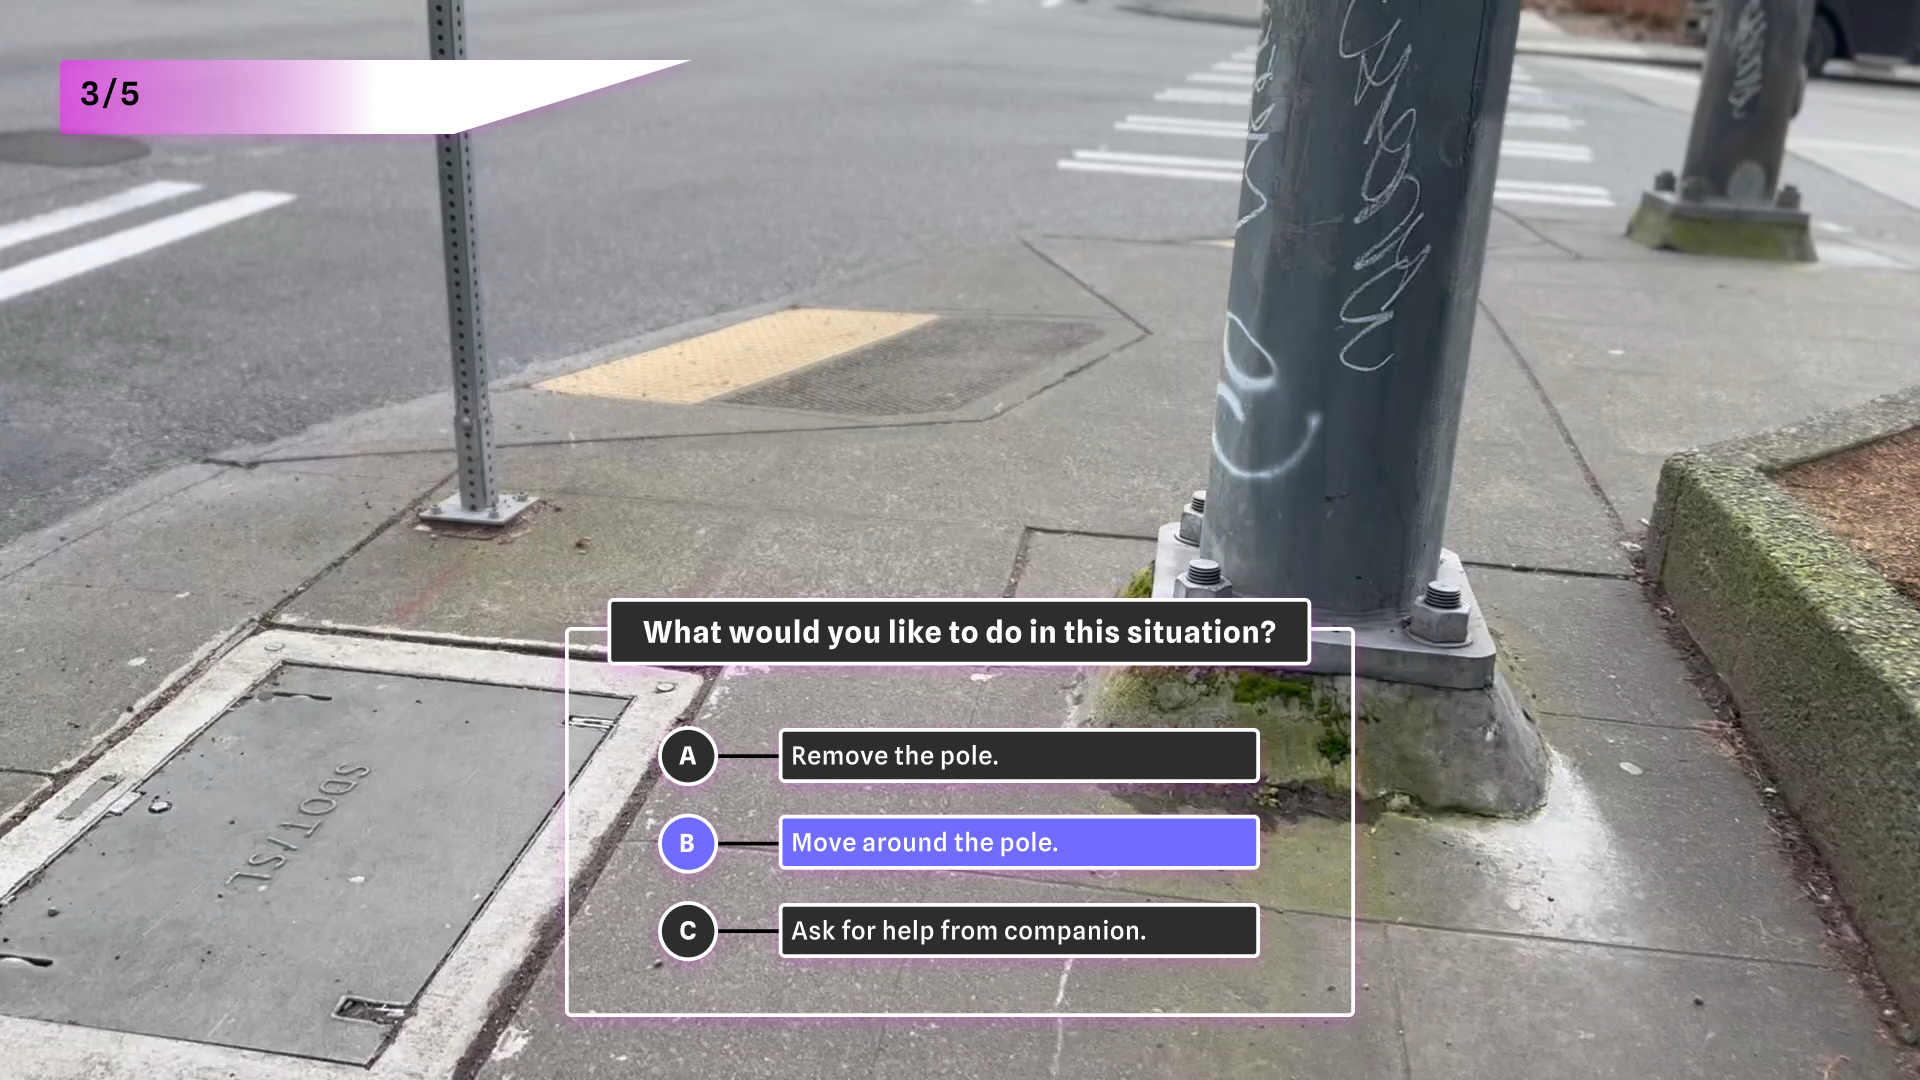 3/5
What would you like to do in this situation?
A Remove the pole.
B Move around the pole.
C Ask for help from companion.
SDOT/SL